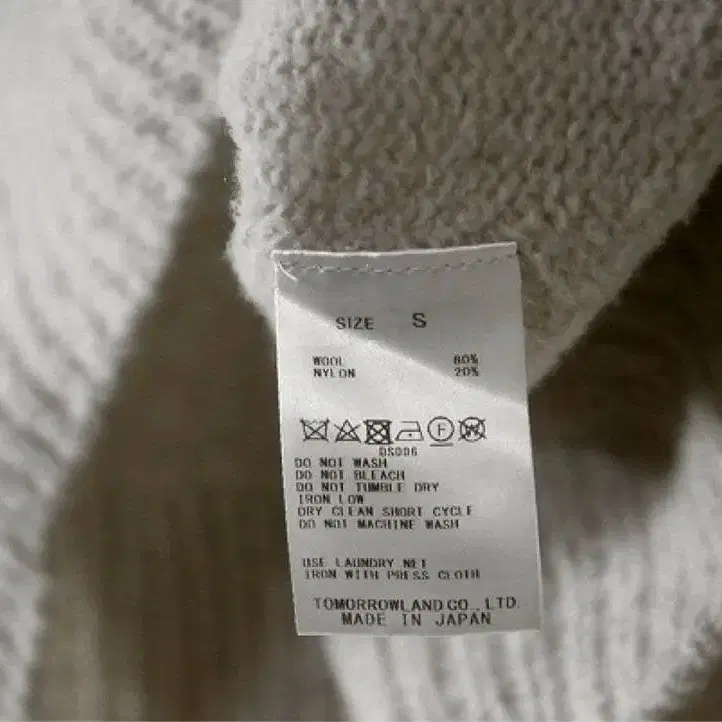 SIZE S
WOOL 80%
NYLON 20%
F W
DS006
DO NOT WASH
DO NOT BLEACH
DO NOT TUMBLE DRY
IRON LOW
DRY CLEAN SHORT CYCLE
DO NOT MACHINE WASH
USE LAUNDRY NET
IRON WITH PRESS CLOTH
TOMORROWLAND CO., LTD.
MADE IN JAPAN